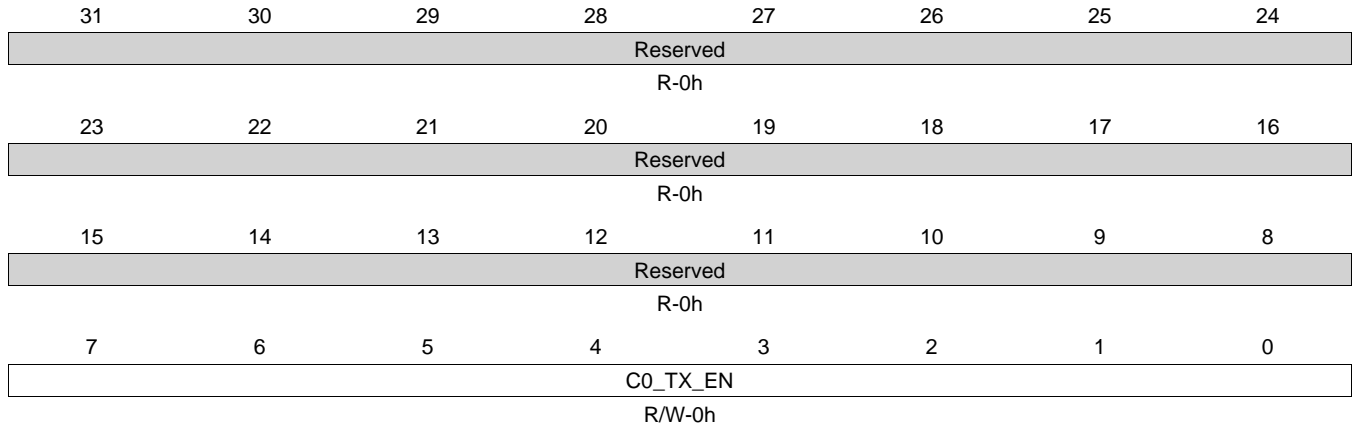 31 30 29 28 27 26 25 24
Reserved
R-0h
23 22 21 20 19 18 17 16
Reserved
R-0h
15 14 13 12 11 10 9 8
Reserved
R-0h
7 6 5 4 3 2 1 0
C0_TX_EN
R/W-0h